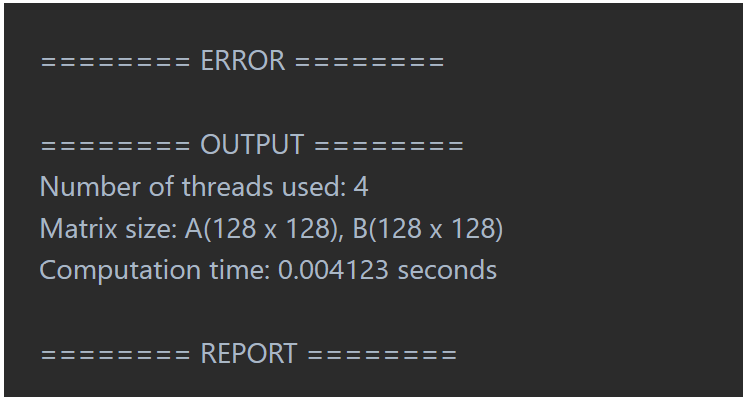 ======== ERROR ========
======== OUTPUT ========
Number of threads used: 4
Matrix size: A(128 x 128), B(128 x 128)
Computation time: 0.004123 seconds
======== REPORT ========